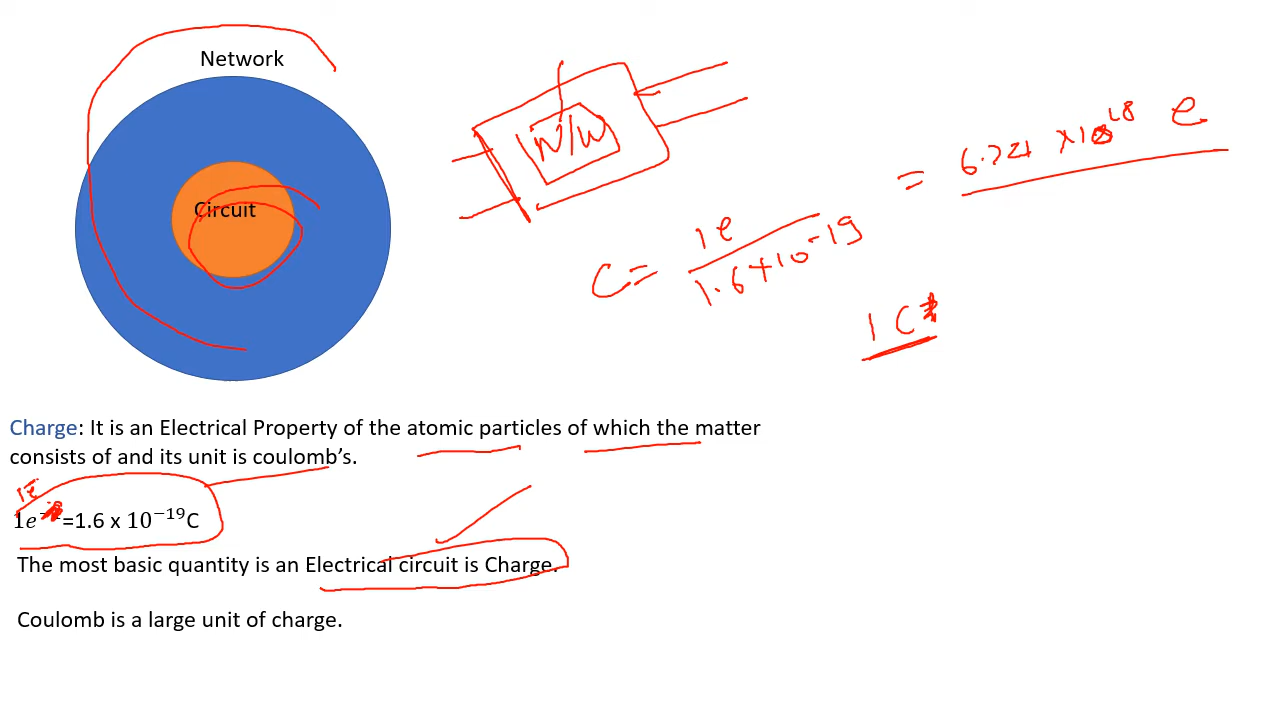 Network
Circuit
N/W
C = 1e / 1.6 × 10⁻¹⁹
= × 10¹⁸ e
1 C
Charge: It is an Electrical Property of the atomic particles of which the matter
consists of and its unit is coulomb's.
1e⁻
1e =1.6 x 10⁻¹⁹C
The most basic quantity is an Electrical circuit is Charge.
Coulomb is a large unit of charge.